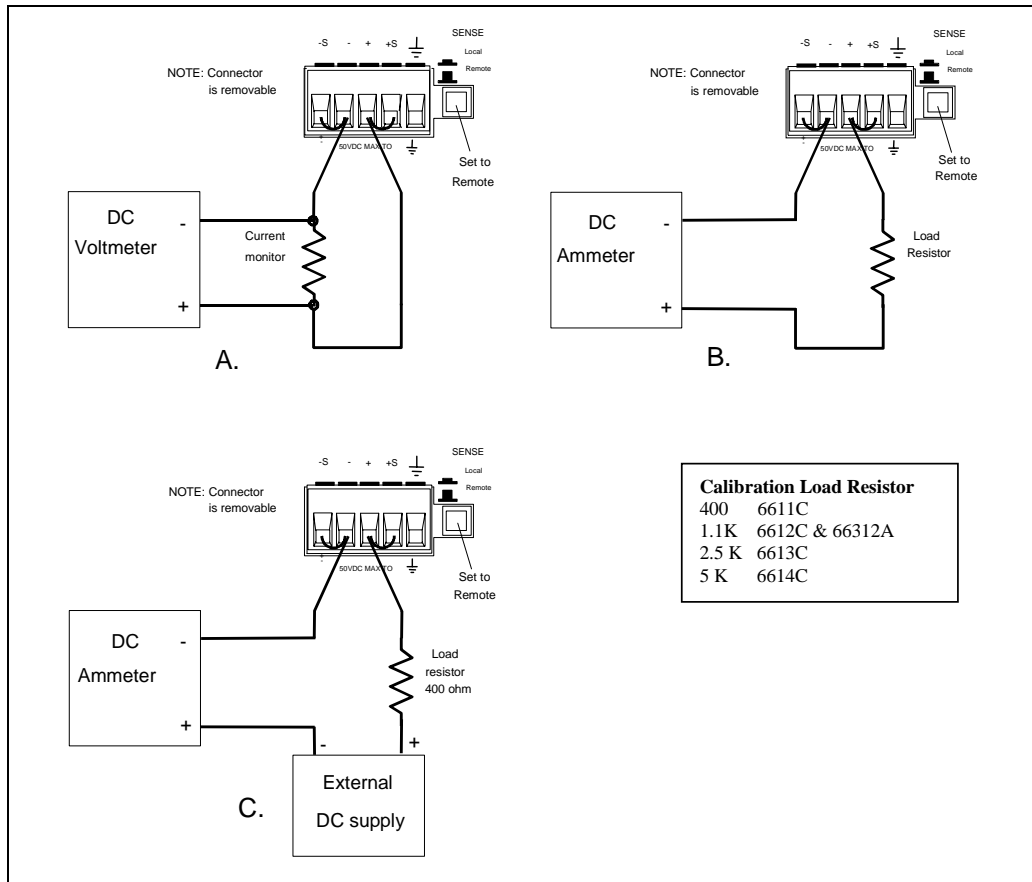 -S - + +S
SENSE
Local
Remote
NOTE: Connector
is removable
50VDC MAX TO
Set to
Remote
DC
Voltmeter
-
+
Current
monitor
A.
-S - + +S
SENSE
Local
Remote
NOTE: Connector
is removable
50VDC MAX TO
Set to
Remote
DC
Ammeter
-
+
Load
Resistor
B.
-S - + +S
SENSE
Local
Remote
NOTE: Connector
is removable
50VDC MAX TO
Set to
Remote
DC
Ammeter
-
+
Load
resistor
400 ohm
- +
External
DC supply
C.
Calibration Load Resistor
400 6611C
1.1K 6612C & 66312A
2.5 K 6613C
5 K 6614C